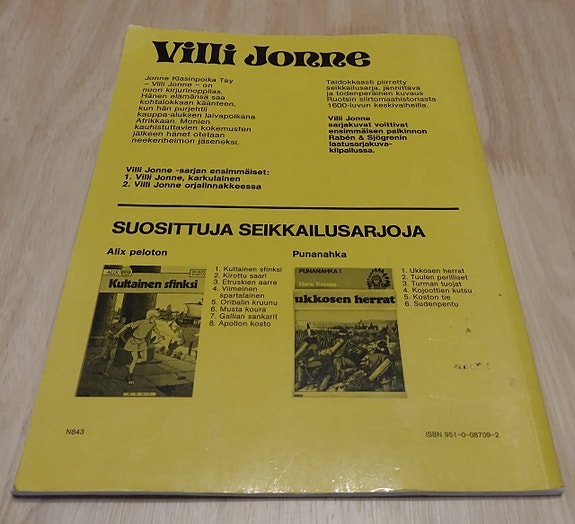 Villi Jonne
Jonne Klasinpoika Tay
– Villi Jonne – on
nuori kirjurinoppilas.
Hänen elämänsä saa
kohtalokkaan käänteen,
kun hän purjehtii
kauppa-aluksen laivapoikana
Afrikkaan. Monien
kauhistuttavien kokemusten
jälkeen hänet otetaan
neekeriheimon jäseneksi.
Taidokkaasti piirretty
seikkailusarja, jännittävä
ja todenperäinen kuvaus
Ruotsin siirtomaahistoriasta
1600-luvun keskivaiheilla.
Villi Jonne
sarjakuvat voittivat
ensimmäisen palkinnon
Rabén & Sjögrenin
laatusarjakuva-
kilpailussa.
Villi Jonne -sarjan ensimmäiset:
1. Villi Jonne, karkulainen
2. Villi Jonne orjalinnakkeessa
SUOSITTUJA SEIKKAILUSARJOJA
Alix peloton
Kultainen sfinksi
1. Kultainen sfinksi
2. Kirottu saari
3. Etruskien aarre
4. Viimeinen
spartalainen
5. Oribalin kruunu
6. Musta koura
7. Gallian sankarit
8. Apollon kosto
Punanahka
PUNANAHKA 1
Hans Kresse
ukkosen herrat
1. Ukkosen herrat
2. Tuulen perilliset
3. Turman tuojat
4. Kojoottien kutsu
5. Koston tie
6. Sudenpentu
N843
ISBN 951-0-08709-2